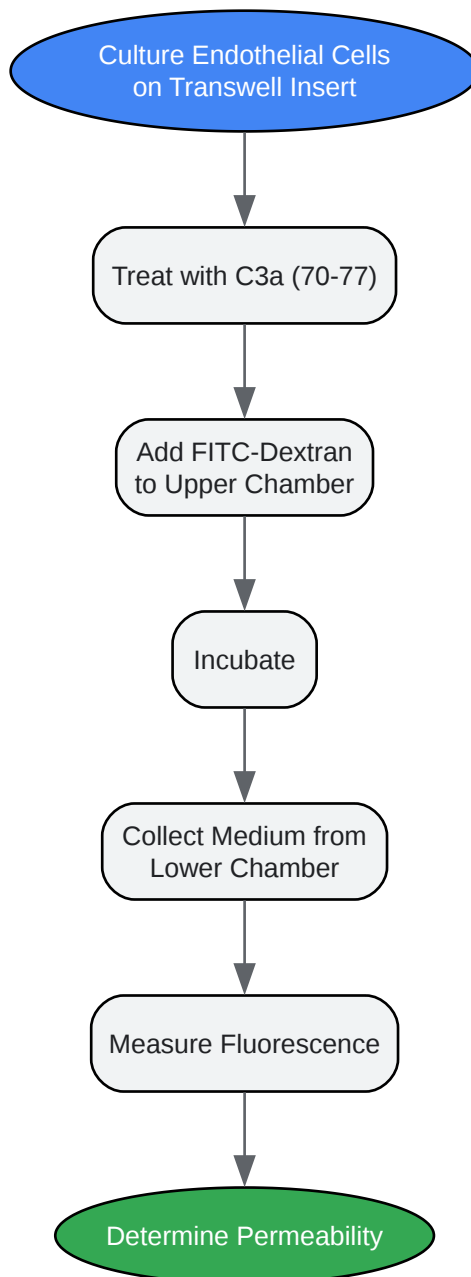 Culture Endothelial Cells
on Transwell Insert
Treat with C3a (70-77)
Add FITC-Dextran
to Upper Chamber
Incubate
Collect Medium from
Lower Chamber
Measure Fluorescence
Determine Permeability